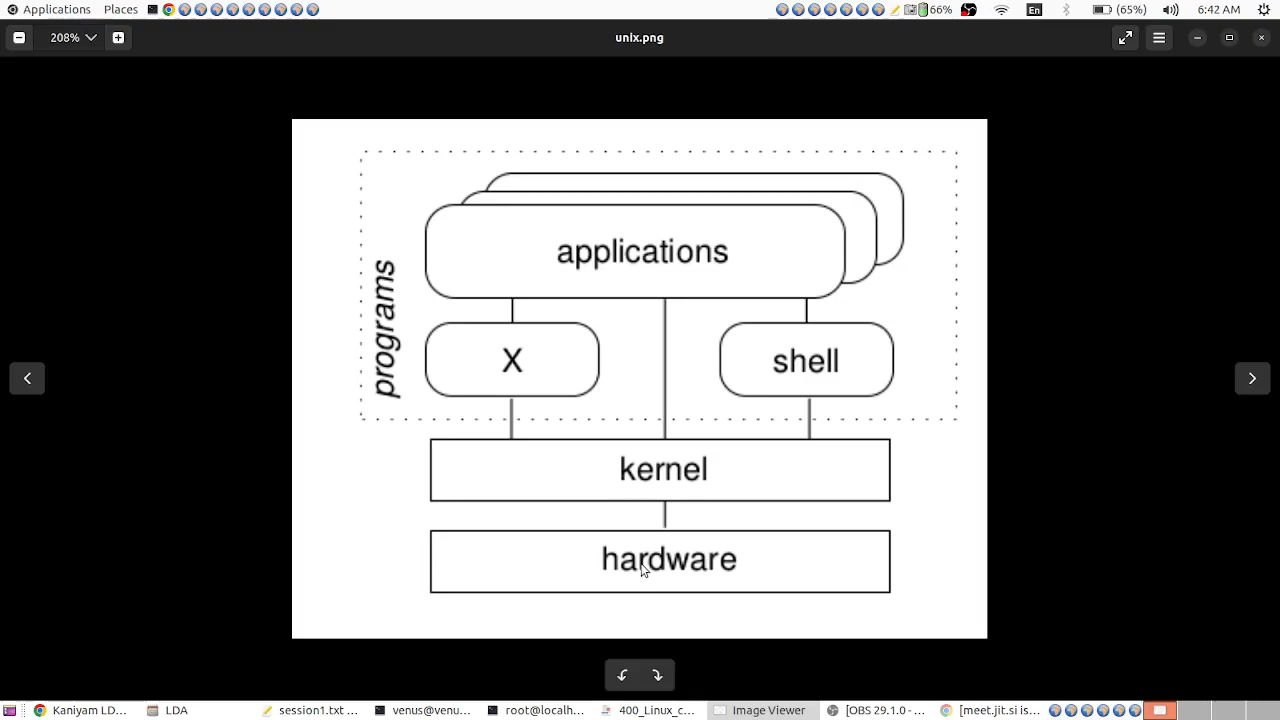 Applications Places 66% En (65%) 6:42 AM
208% unix.png
applications
programs
X shell
kernel
hardware
Kaniyam LD... LDA session1.txt ... venus@venu... root@localh... 400_Linux_c... Image Viewer [OBS 29.1.0 - ... [meet.jit.si is...